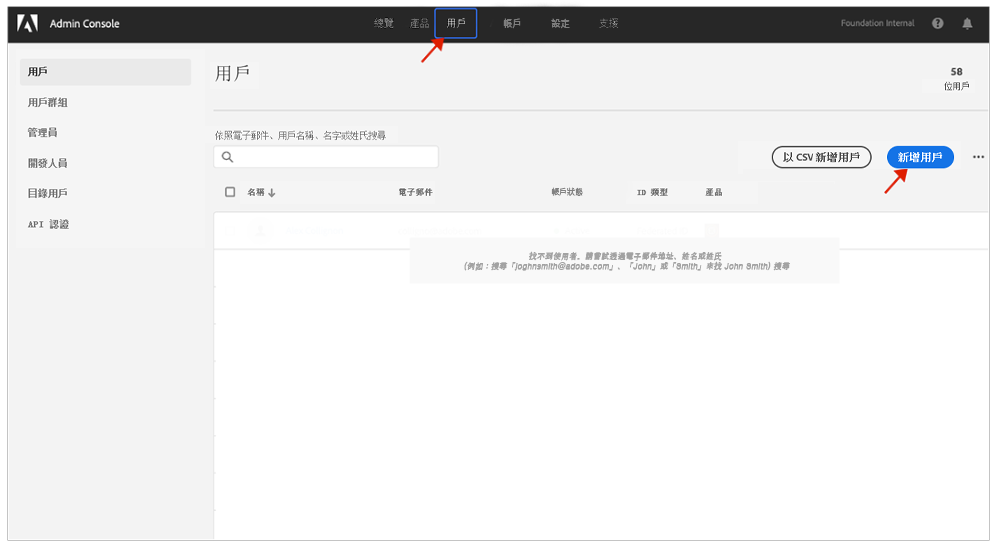 Admin Console
總覽
產品
用戶
帳戶
設定
支援
Foundation Internal
用戶
用戶群組
管理員
開發人員
目錄用戶
API 認證
用戶
58
位用戶
依照電子郵件、用戶名稱、名字或姓氏搜尋
以 CSV 新增用戶
新增用戶
名稱
電子郵件
帳戶狀態
ID 類型
產品
找不到使用者。請嘗試透過電子郵件地址、姓名或姓氏
(例如：搜尋「joghnsmith@adobe.com」、「John」或「Smith」來找 John Smith) 搜尋